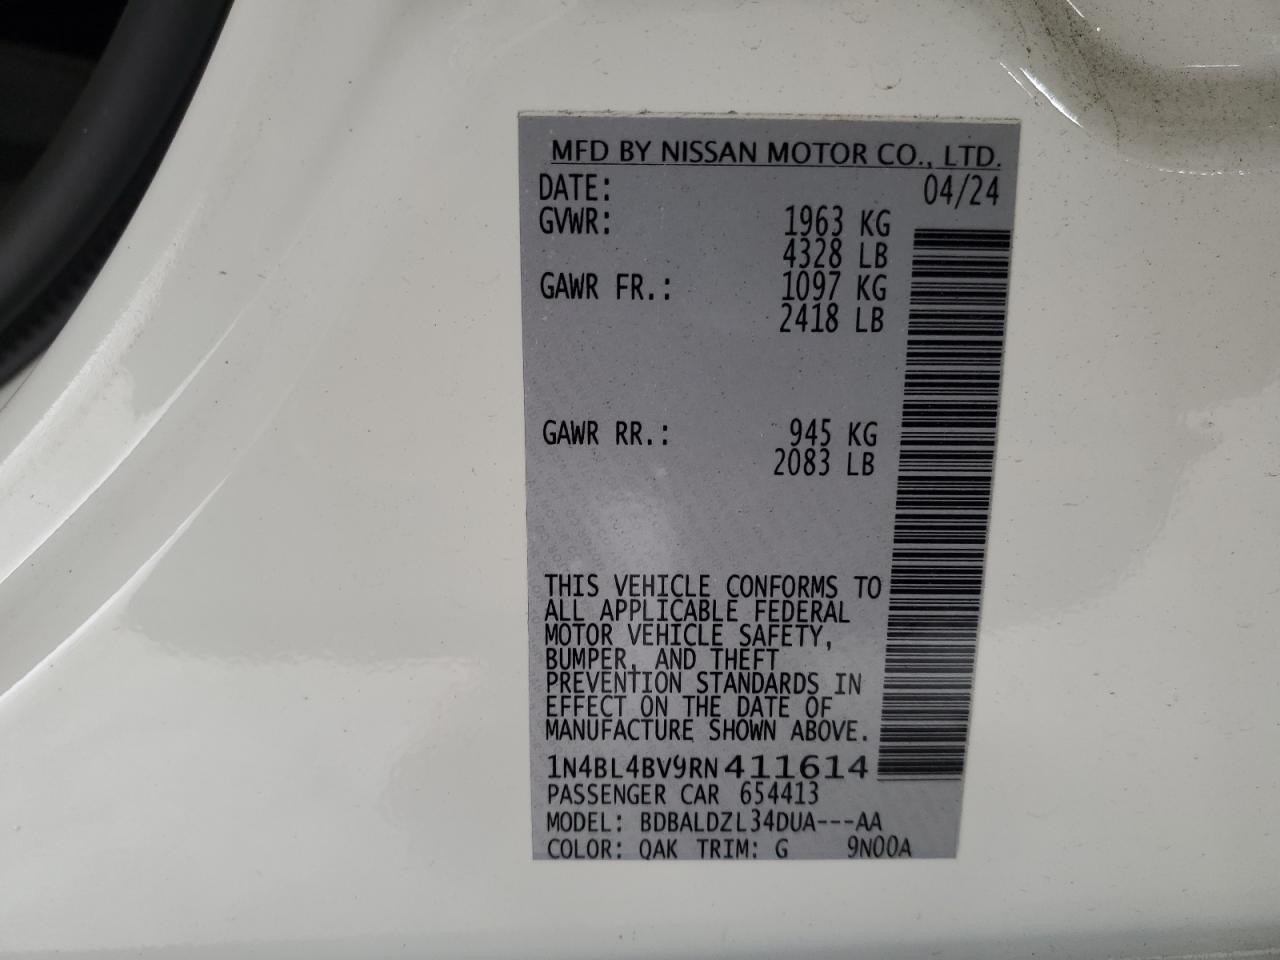 MFD BY NISSAN MOTOR CO., LTD.
DATE: 04/24
GVWR: 1963 KG
4328 LB
GAWR FR.: 1097 KG
2418 LB
GAWR RR.: 945 KG
2083 LB
THIS VEHICLE CONFORMS TO
ALL APPLICABLE FEDERAL
MOTOR VEHICLE SAFETY,
BUMPER, AND THEFT
PREVENTION STANDARDS IN
EFFECT ON THE DATE OF
MANUFACTURE SHOWN ABOVE.
1N4BL4BV9RN411614
PASSENGER CAR 654413
MODEL: BDBALDZL34DUA---AA
COLOR: QAK TRIM: G 9N00A